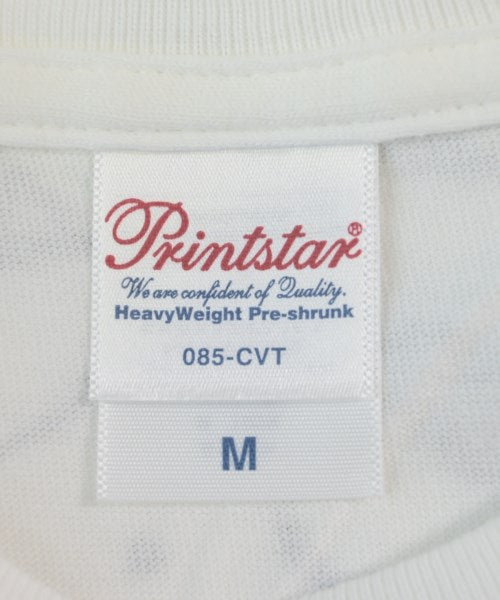 Printstar®
We are confident of Quality.
HeavyWeight Pre-shrunk
085-CVT
M